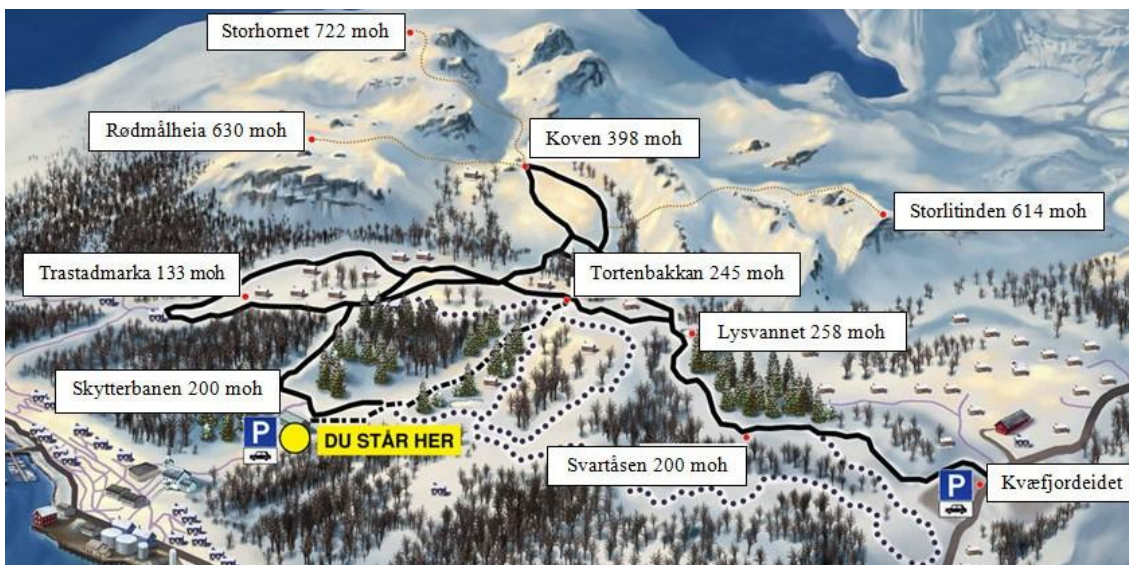 Storhornet 722 moh
Rødmålheia 630 moh
Koven 398 moh
Storlitinden 614 moh
Trastadmarka 133 moh
Tortenbakkan 245 moh
Lysvannet 258 moh
Skytterbanen 200 moh
P
DU STÅR HER
Svartåsen 200 moh
P
Kvæfjordeidet